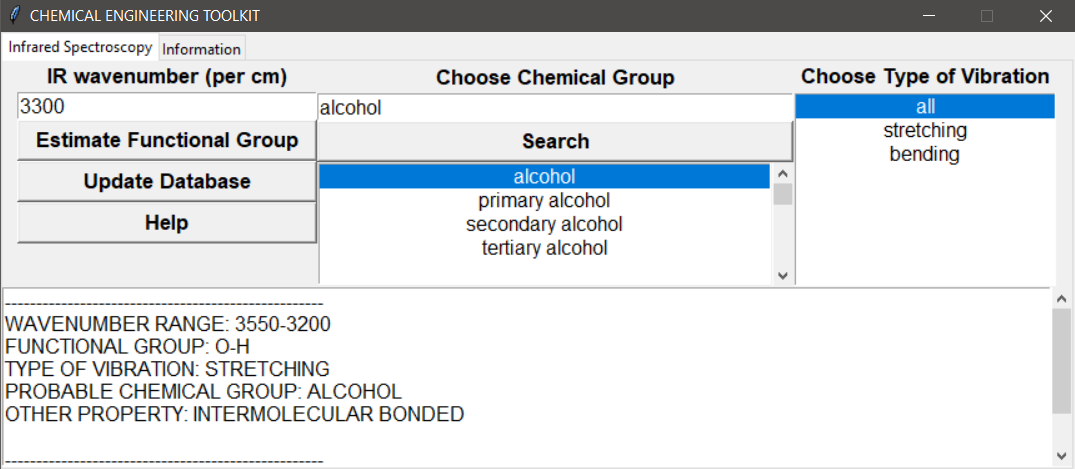 CHEMICAL ENGINEERING TOOLKIT
Infrared Spectroscopy
Information
IR wavenumber (per cm)
3300
Estimate Functional Group
Update Database
Help
Choose Chemical Group
alcohol
Search
alcohol
primary alcohol
secondary alcohol
tertiary alcohol
Choose Type of Vibration
all
stretching
bending
----------------------------------------------------
WAVENUMBER RANGE: 3550-3200
FUNCTIONAL GROUP: O-H
TYPE OF VIBRATION: STRETCHING
PROBABLE CHEMICAL GROUP: ALCOHOL
OTHER PROPERTY: INTERMOLECULAR BONDED
----------------------------------------------------